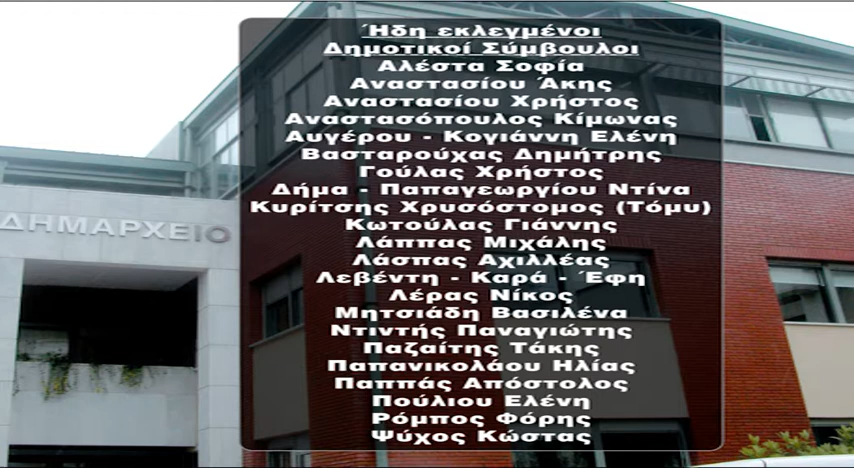 Ήδη εκλεγμένοι
Δημοτικοί Σύμβουλοι
Αλέστα Σοφία
Αναστασίου Άκης
Αναστασίου Χρήστος
Αναστασόπουλος Κίμωνας
Αυγέρου - Κογιάννη Ελένη
Βασταρούχας Δημήτρης
Γούλας Χρήστος
Δήμα - Παπαγεωργίου Ντίνα
Κυρίτσης Χρυσόστομος (Τόμυ)
Κωτούλας Γιάννης
Λάππας Μιχάλης
Λάσπας Αχιλλέας
Λεβέντη - Καρά - Έφη
Λέρας Νίκος
Μητσιάδη Βασιλένα
Ντιντής Παναγιώτης
Παζαίτης Τάκης
Παπανικολάου Ηλίας
Παππάς Απόστολος
Πούλιου Ελένη
Ρόμπος Φόρης
Ψύχος Κώστας
ΔΗΜΑΡΧΕΙΟ